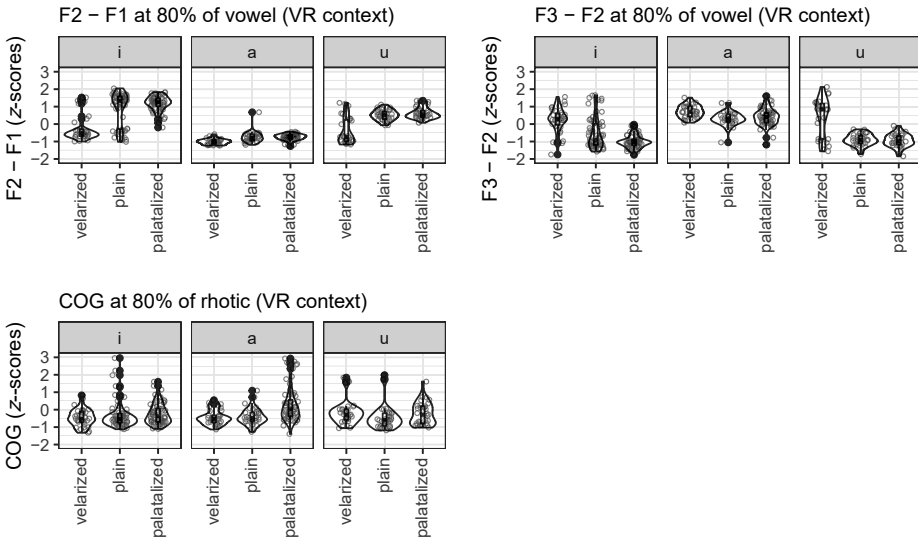 F2 − F1 at 80% of vowel (VR context)
i a u
F2 − F1 (z−scores)
3
2
1
0
−1
−2
velarized plain palatalized velarized plain palatalized velarized plain palatalized
F3 − F2 at 80% of vowel (VR context)
i a u
F3 − F2 (z−scores)
3
2
1
0
−1
−2
velarized plain palatalized velarized plain palatalized velarized plain palatalized
COG at 80% of rhotic (VR context)
i a u
COG (z−−scores)
3
2
1
0
−1
−2
velarized plain palatalized velarized plain palatalized velarized plain palatalized